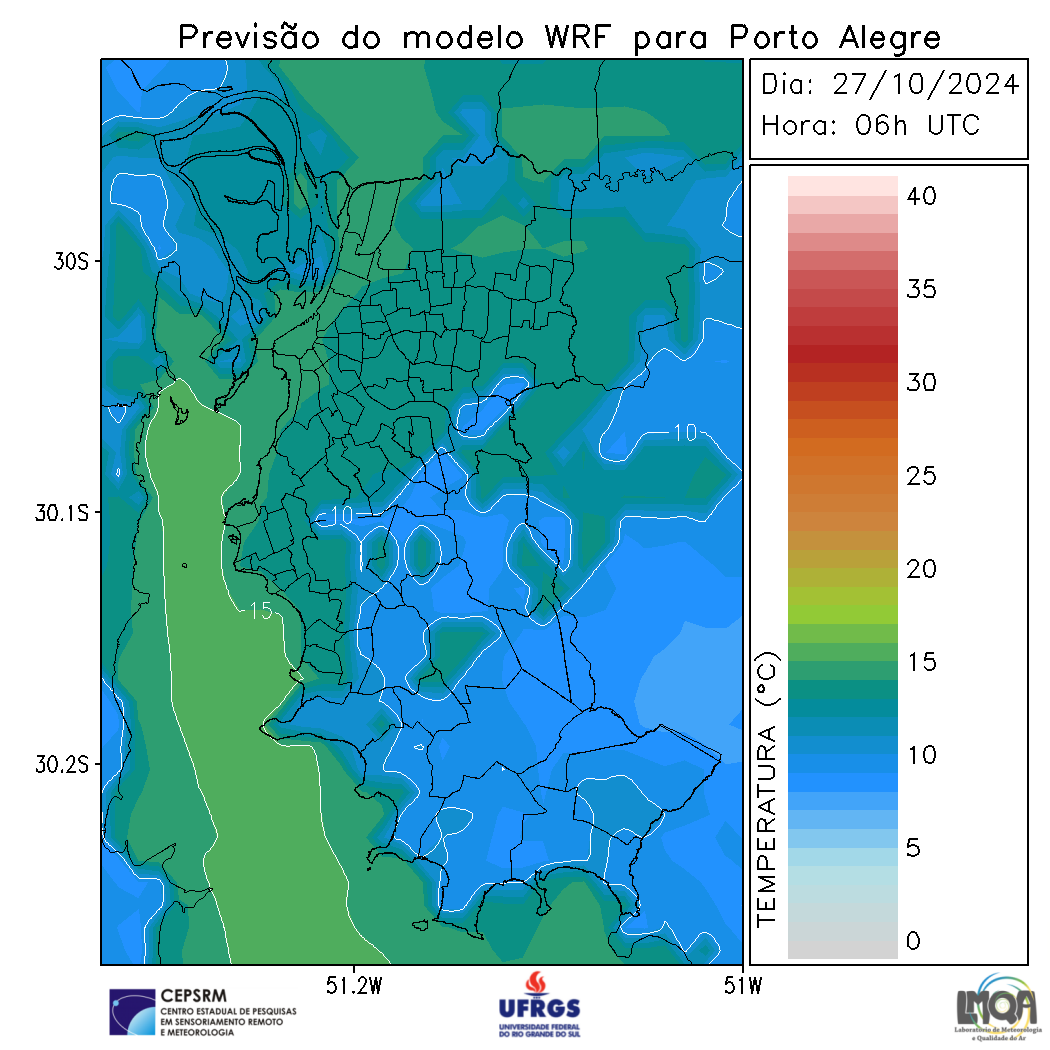 Previsão do modelo WRF para Porto Alegre
Dia: 27/10/2024
Hora: 06h UTC
30S
30.1S
30.2S
51.2W
51W
10
10
15
40
35
30
25
20
15
10
5
0
TEMPERATURA (°C)
CEPSRM
CENTRO ESTADUAL DE PESQUISAS
EM SENSORIAMENTO REMOTO
E METEOROLOGIA
UFRGS
UNIVERSIDADE FEDERAL
DO RIO GRANDE DO SUL
LMQA
Laboratório de Meteorologia
e Qualidade do Ar